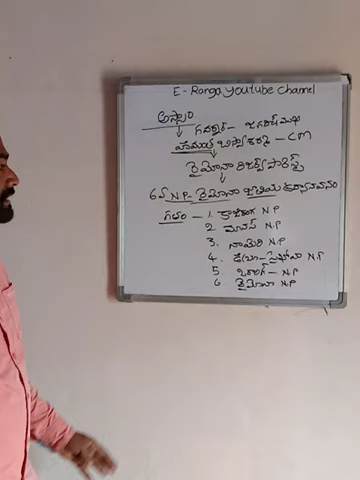 E - Ranga Youtube Channel
అస్సాం
గవర్నర్ - జగదీష్ ముఖి
హేమంత బిశ్వా శర్మ - CM
రైమోనా రిజర్వ్ ఫారెస్ట్
6వ N.P - రైమోనా జాతీయ ఉద్యానవనం
గతం - 1. కాజీరంగ N.P
2. మానస్ N.P
3. నామెరి N.P
4. డిబ్రూ - సైఖోవా N.P
5. ఒరాంగ్ - N.P
6. రైమోనా N.P